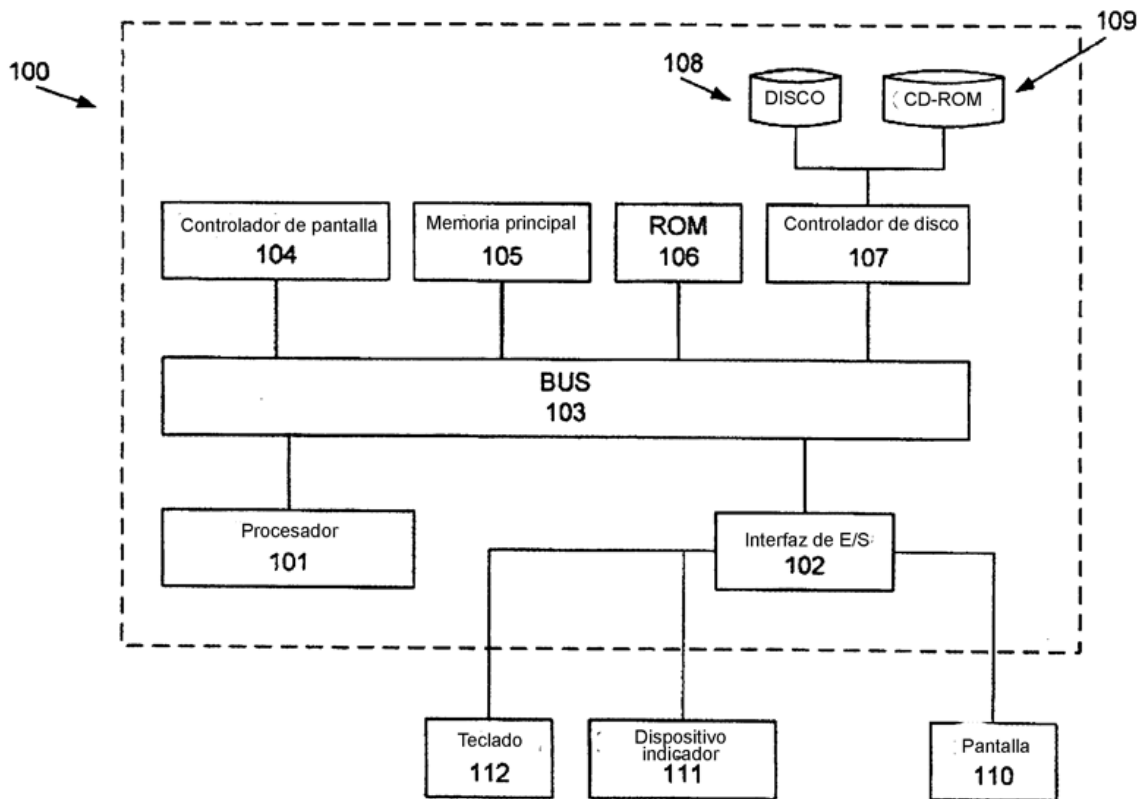 109
108
100
DISCO
CD-ROM
Controlador de pantalla
104
Memoria principal
105
ROM
106
Controlador de disco
107
BUS
103
Procesador
101
Interfaz de E/S
102
Teclado
112
Dispositivo
indicador
111
Pantalla
110